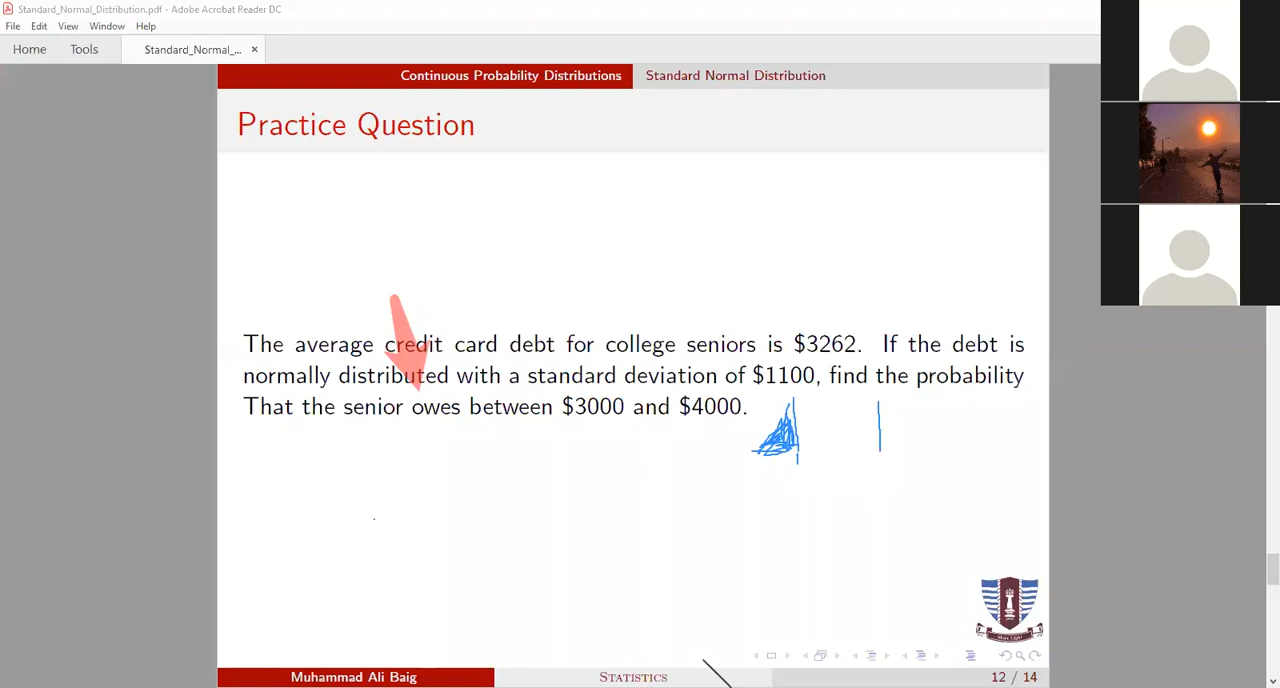 Standard_Normal_Distribution.pdf - Adobe Acrobat Reader DC
File Edit View Window Help
Home Tools Standard_Normal_... ×
Continuous Probability Distributions Standard Normal Distribution
Practice Question
The average credit card debt for college seniors is $3262. If the debt is
normally distributed with a standard deviation of $1100, find the probability
That the senior owes between $3000 and $4000.
Muhammad Ali Baig STATISTICS 12 / 14